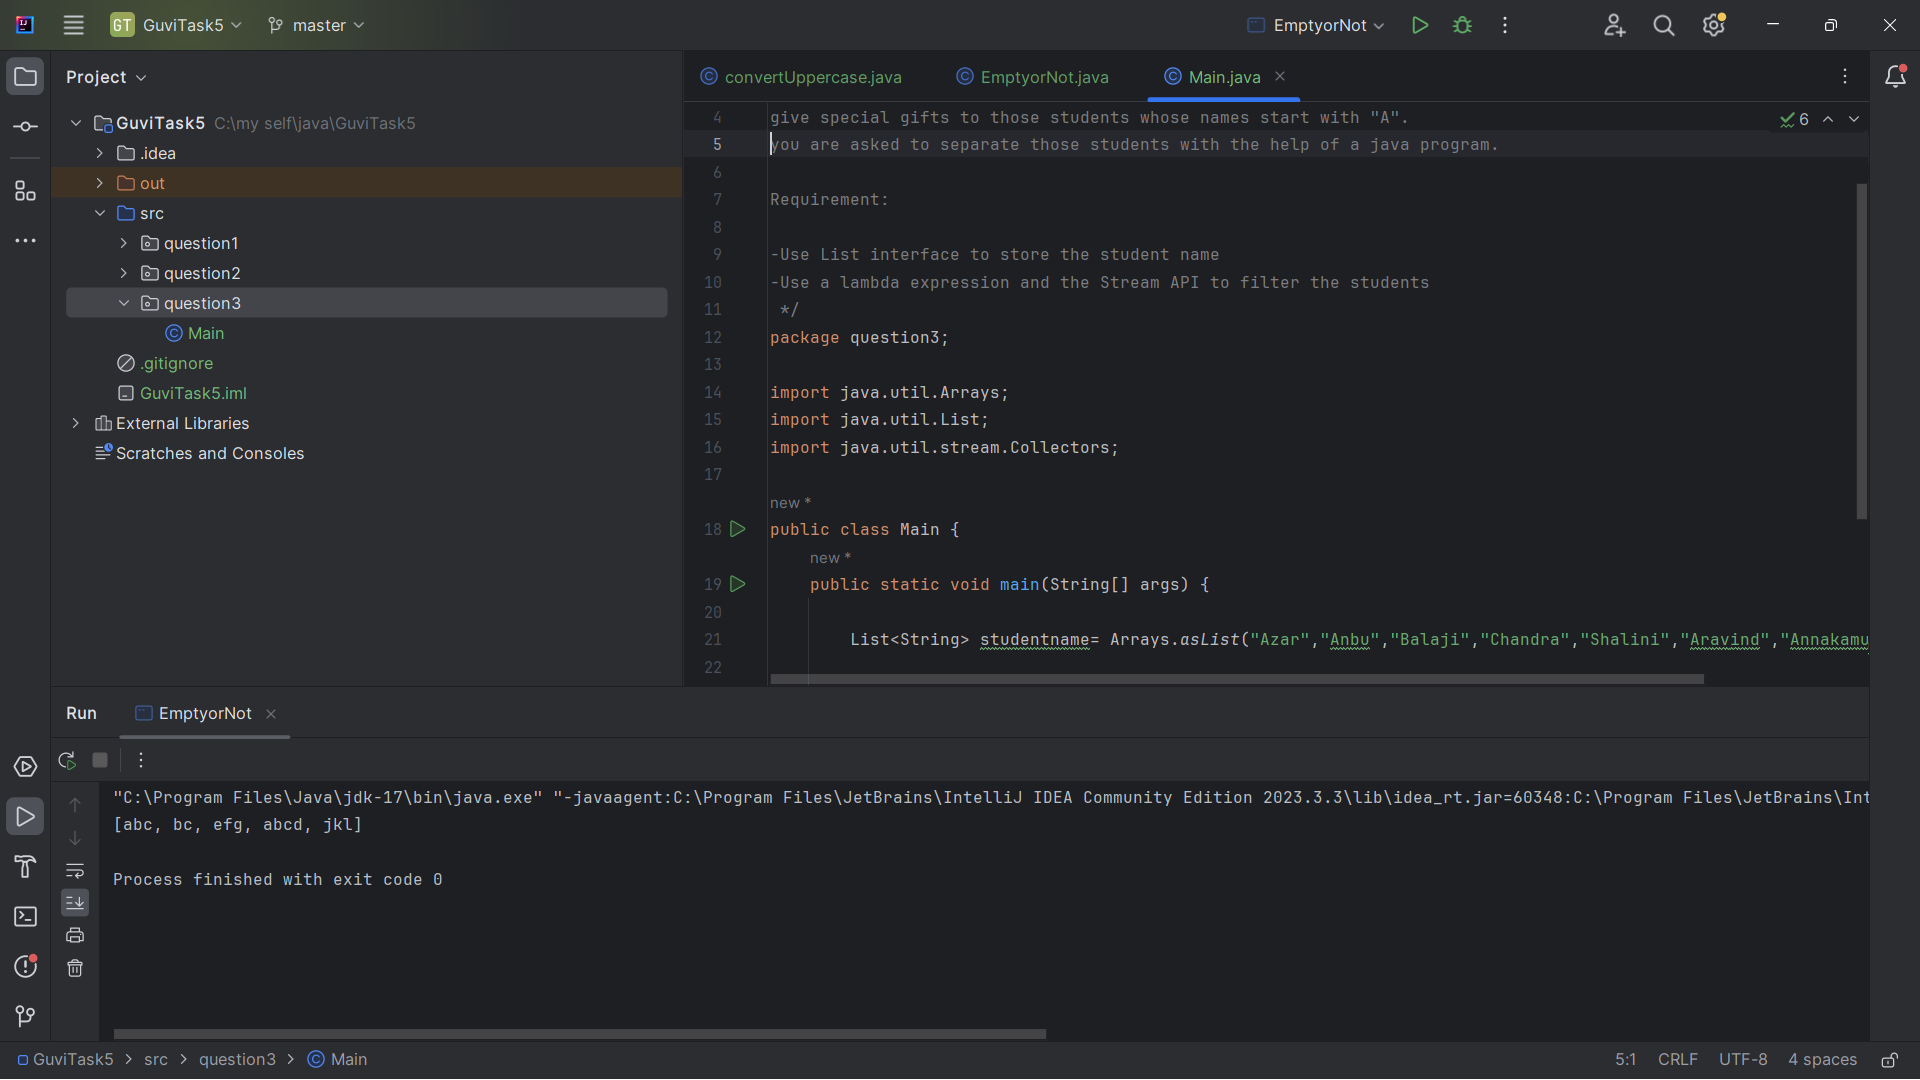 GT GuviTask5 master EmptyorNot
Project
convertUppercase.java EmptyorNot.java Main.java
GuviTask5 C:\my self\java\GuviTask5
.idea
out
src
question1
question2
question3
Main
.gitignore
GuviTask5.iml
External Libraries
Scratches and Consoles
6
4 give special gifts to those students whose names start with "A".
5 you are asked to separate those students with the help of a java program.
6
7 Requirement:
8
9 -Use List interface to store the student name
10 -Use a lambda expression and the Stream API to filter the students
11 */
12 package question3;
13
14 import java.util.Arrays;
15 import java.util.List;
16 import java.util.stream.Collectors;
17
new *
18 public class Main {
new *
19 public static void main(String[] args) {
20
21 List<String> studentname= Arrays.asList("Azar","Anbu","Balaji","Chandra","Shalini","Aravind","Annakamu
22
Run EmptyorNot
"C:\Program Files\Java\jdk-17\bin\java.exe" "-javaagent:C:\Program Files\JetBrains\IntelliJ IDEA Community Edition 2023.3.3\lib\idea_rt.jar=60348:C:\Program Files\JetBrains\Int
[abc, bc, efg, abcd, jkl]
Process finished with exit code 0
GuviTask5 > src > question3 > Main
5:1 CRLF UTF-8 4 spaces